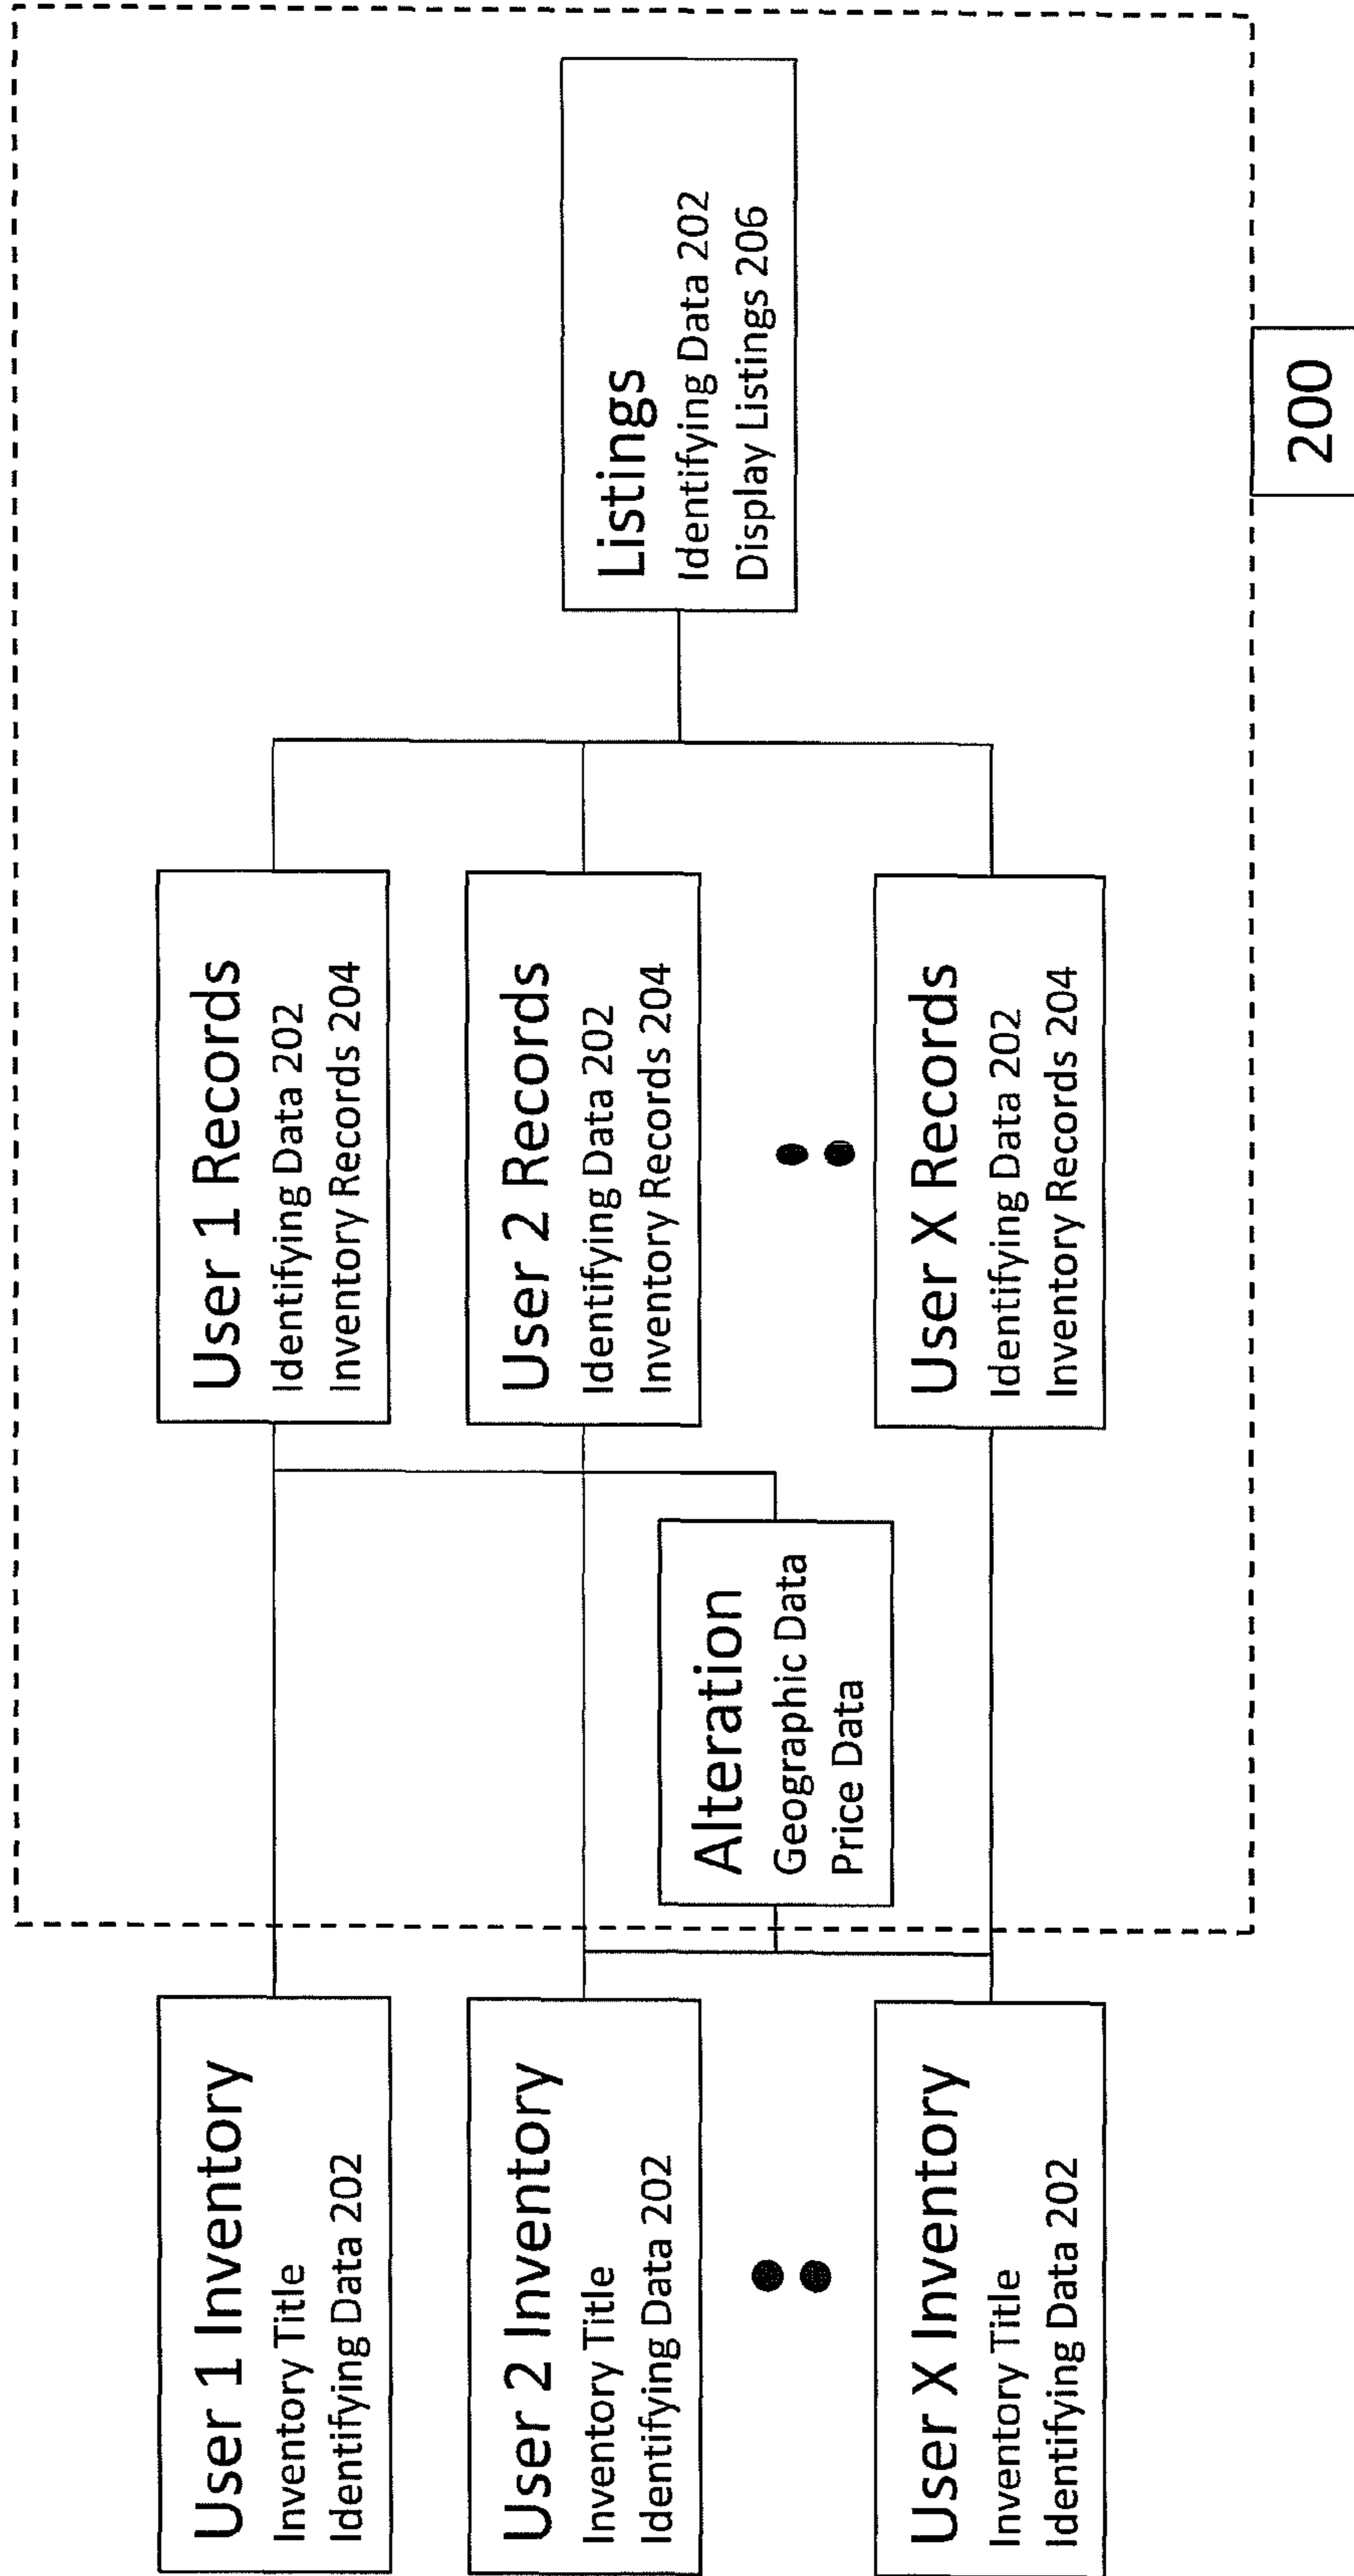 User 1 Inventory
Inventory Title
Identifying Data 202
User 2 Inventory
Inventory Title
Identifying Data 202
User X Inventory
Inventory Title
Identifying Data 202
Alteration
Geographic Data
Price Data
User 1 Records
Identifying Data 202
Inventory Records 204
User 2 Records
Identifying Data 202
Inventory Records 204
User X Records
Identifying Data 202
Inventory Records 204
Listings
Identifying Data 202
Display Listings 206
200